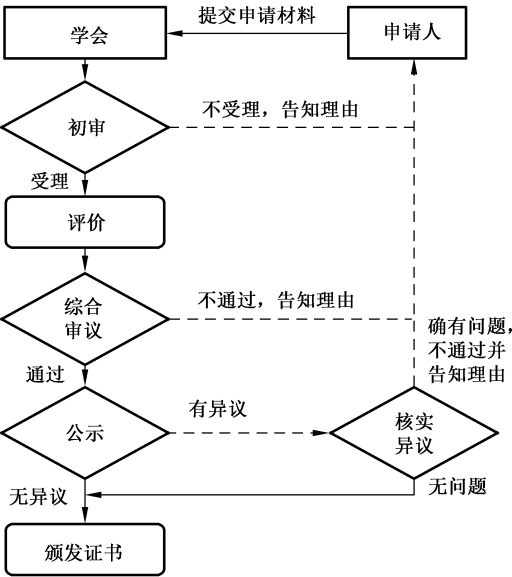 学会
提交申请材料
申请人
初审
不受理，告知理由
受理
评价
综合
审议
不通过，告知理由
确有问题，
不通过并
告知理由
通过
公示
有异议
核实
异议
无异议
无问题
颁发证书